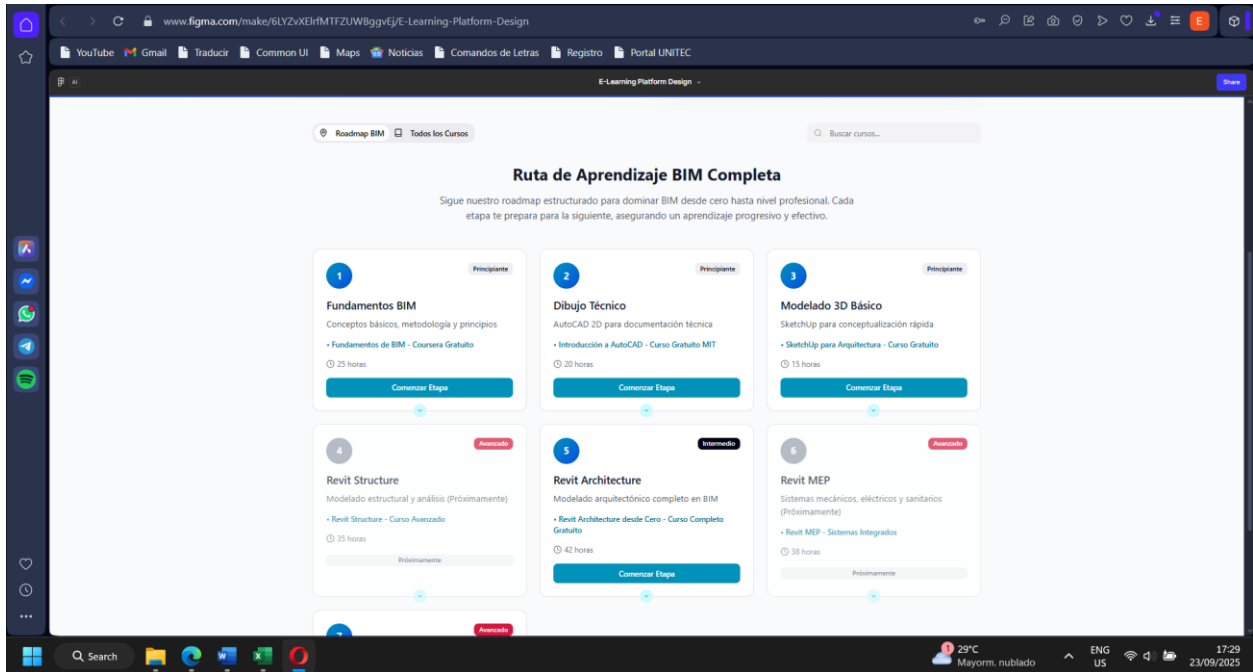 www.figma.com/make/6LYZvXElrfMTFZUWBggvEj/E-Learning-Platform-Design
E
YouTube Gmail Traducir Common UI Maps Noticias Comandos de Letras Registro Portal UNITEC
AI
E-Learning Platform Design
Share
Roadmap BIM Todos los Cursos
Buscar cursos...
Ruta de Aprendizaje BIM Completa
Sigue nuestro roadmap estructurado para dominar BIM desde cero hasta nivel profesional. Cada
etapa te prepara para la siguiente, asegurando un aprendizaje progresivo y efectivo.
1
Principiante
Fundamentos BIM
Conceptos básicos, metodología y principios
• Fundamentos de BIM - Coursera Gratuito
25 horas
Comenzar Etapa
2
Principiante
Dibujo Técnico
AutoCAD 2D para documentación técnica
• Introducción a AutoCAD - Curso Gratuito MIT
20 horas
Comenzar Etapa
3
Principiante
Modelado 3D Básico
SketchUp para conceptualización rápida
• SketchUp para Arquitectura - Curso Gratuito
15 horas
Comenzar Etapa
4
Avanzado
Revit Structure
Modelado estructural y análisis (Próximamente)
• Revit Structure - Curso Avanzado
35 horas
Próximamente
5
Intermedio
Revit Architecture
Modelado arquitectónico completo en BIM
• Revit Architecture desde Cero - Curso Completo
Gratuito
42 horas
Comenzar Etapa
6
Avanzado
Revit MEP
Sistemas mecánicos, eléctricos y sanitarios
(Próximamente)
• Revit MEP - Sistemas Integrados
38 horas
Próximamente
7
Avanzado
Search
1
29°C
Mayorm. nublado
ENG
US
17:29
23/09/2025